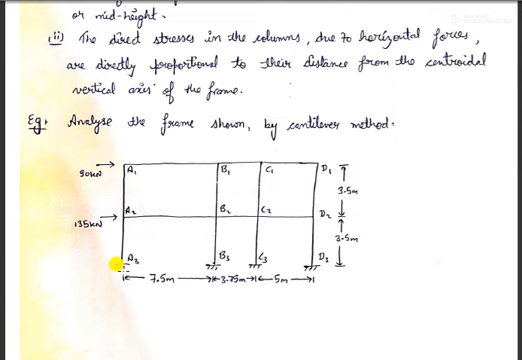 or mid-height.
(ii) The direct stresses in the columns, due to horizontal forces,
are directly proportional to their distance from the centroidal
vertical axis of the frame.
Eg: Analyse the frame shown, by cantilever method:
90KN A1 B1 C1 D1
3.5m
135KN A2 B2 C2 D2
3.5m
A3 B3 C3 D3
7.5m 3.75m 5m